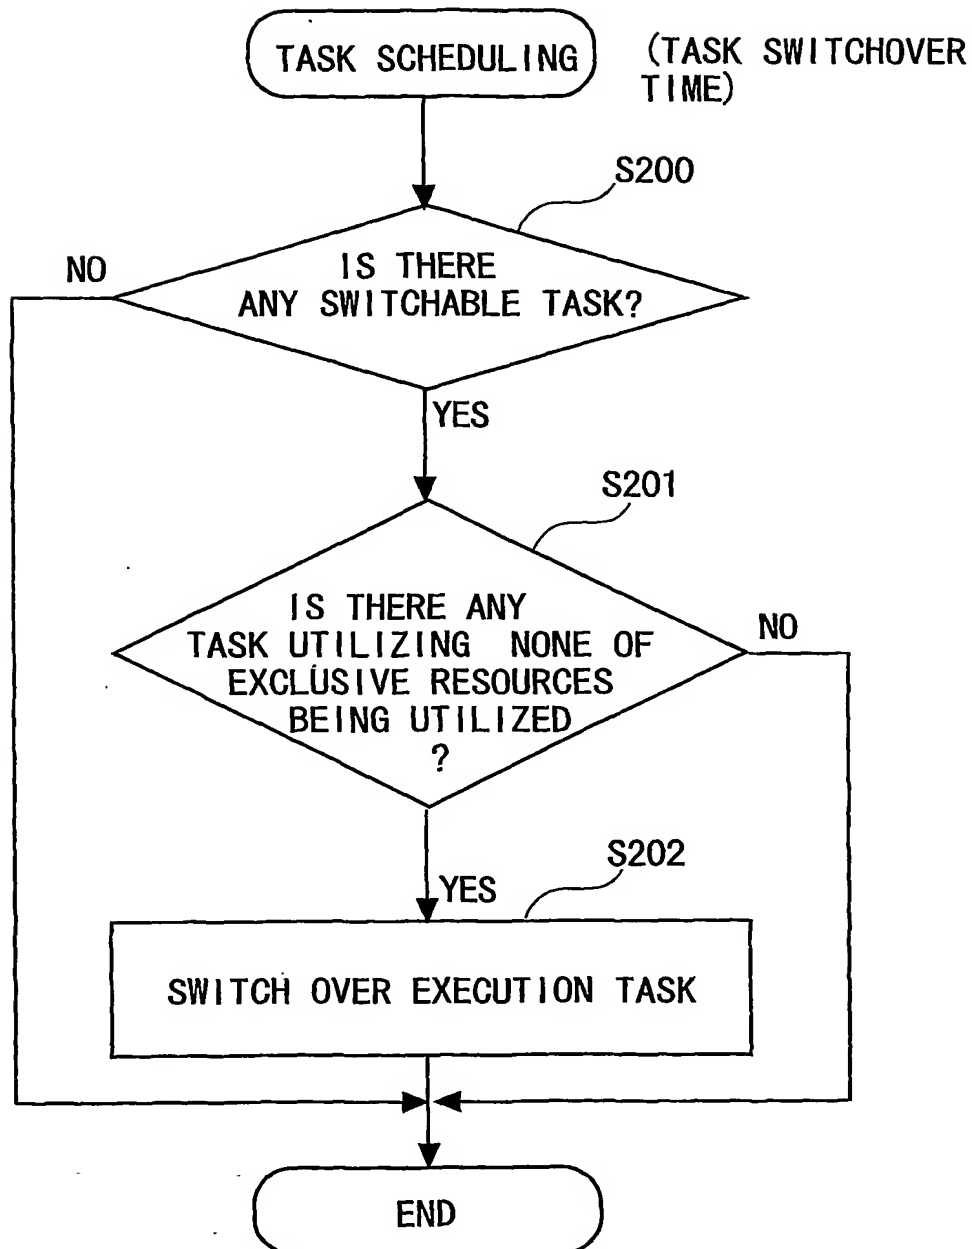 TASK SCHEDULING
(TASK SWITCHOVER
TIME)
S200
NO
IS THERE
ANY SWITCHABLE TASK?
YES
S201
IS THERE ANY
TASK UTILIZING NONE OF
EXCLUSIVE RESOURCES
BEING UTILIZED
?
NO
S202
YES
SWITCH OVER EXECUTION TASK
END